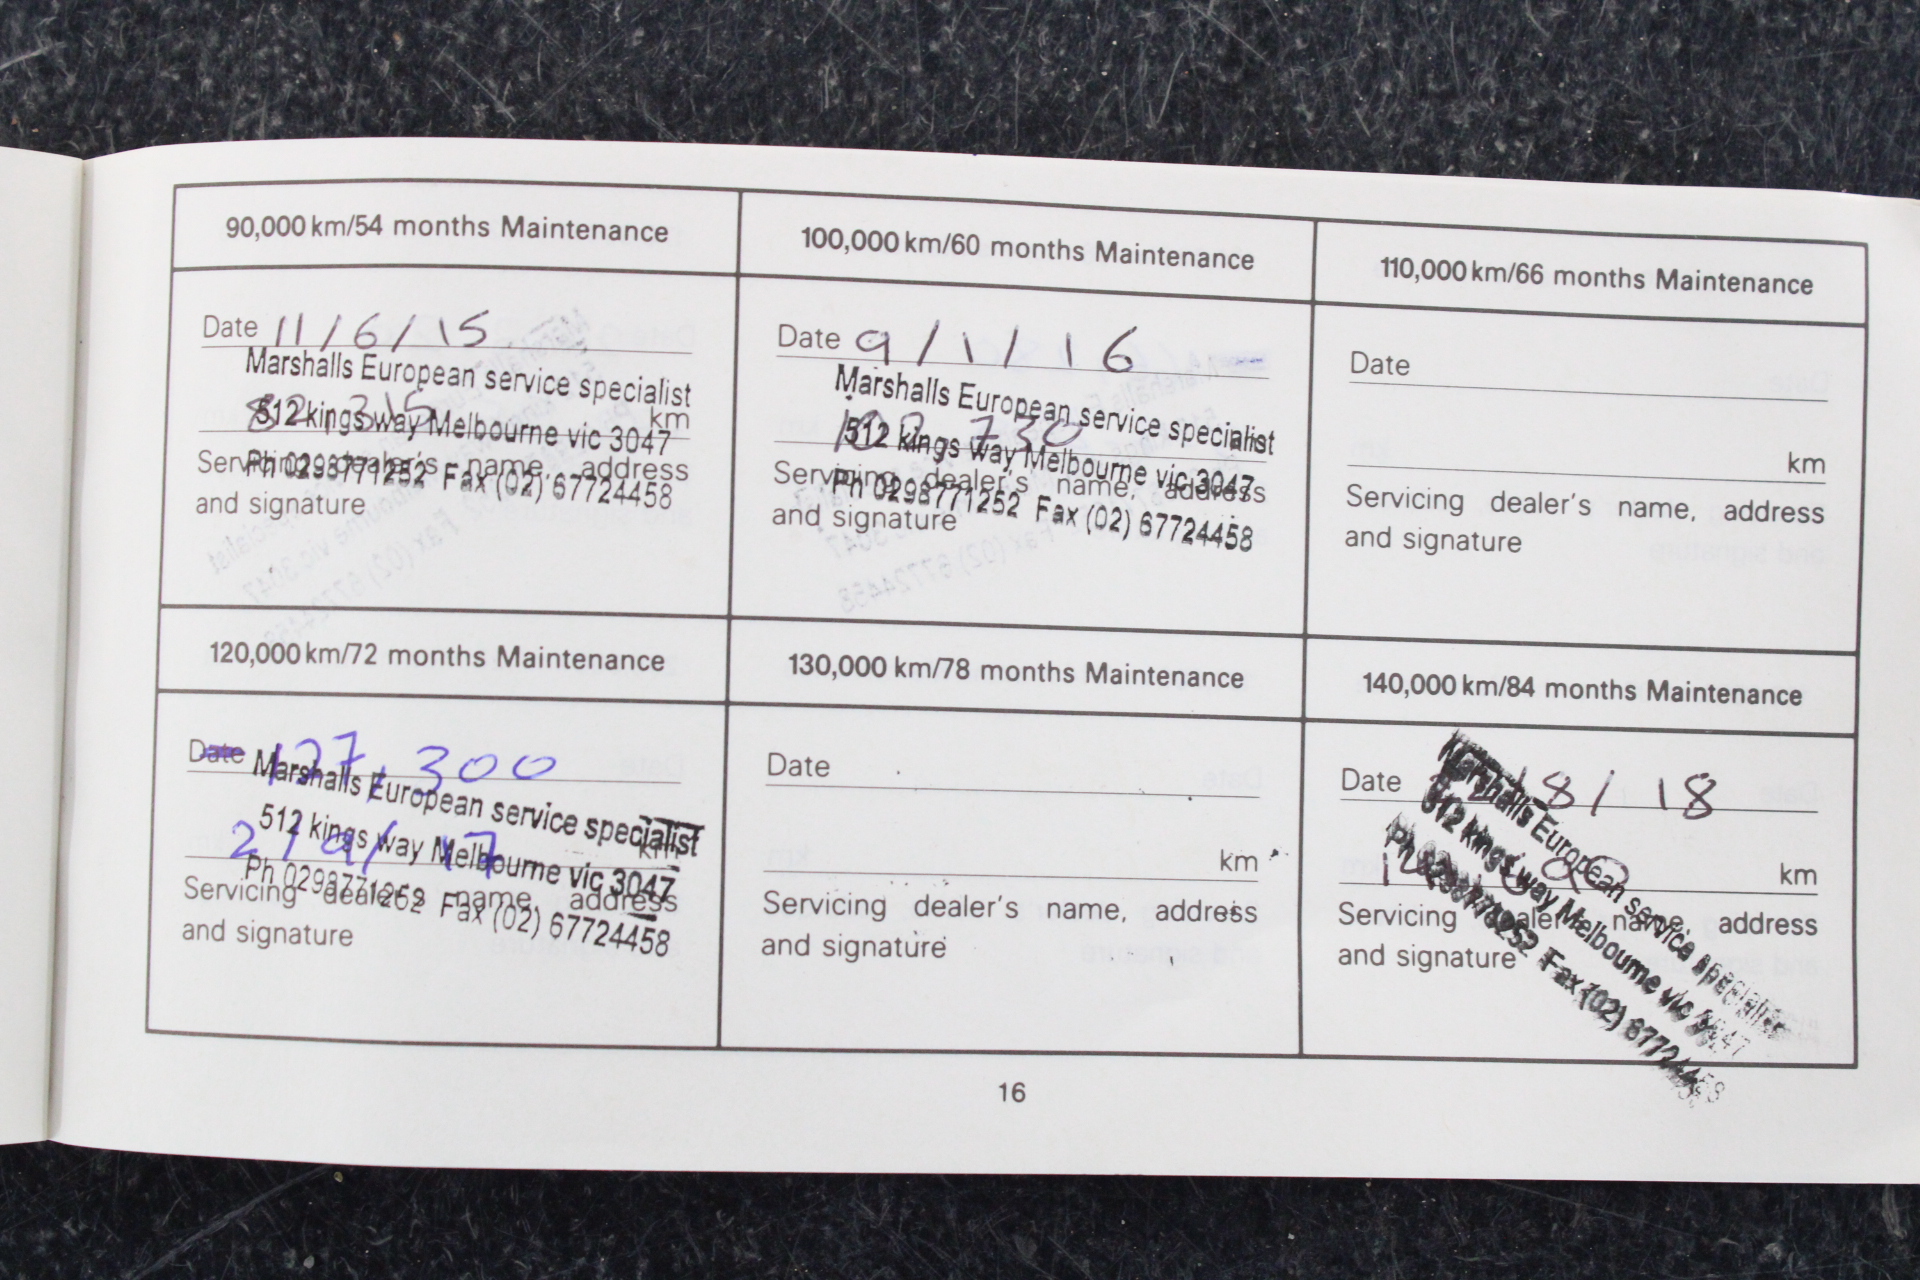 90,000 km/54 months Maintenance
Date 11/6/15
Marshalls European service specialist
512 kings way Melbourne vic 3047
km
Ph 0298771252 Fax (02) 67724458
Servicing dealer's name, address
and signature
100,000 km/60 months Maintenance
Date 9/1/16
Marshalls European service specialist
512 kings way Melbourne vic 3047
730
Ph 0298771252 Fax (02) 67724458
Servicing dealer's name, address
and signature
110,000 km/66 months Maintenance
Date
km
Servicing dealer's name, address
and signature
120,000 km/72 months Maintenance
Date 127,300
Marshalls European service specialist
512 kings way Melbourne vic 3047
km
Ph 0298771252 Fax (02) 67724458
Servicing dealer's name, address
and signature
130,000 km/78 months Maintenance
Date
km
Servicing dealer's name, address
and signature
140,000 km/84 months Maintenance
Date /8/18
Marshalls European service specialist
512 kings way Melbourne vic 3047
km
Servicing dealer's name, address
and signature
16